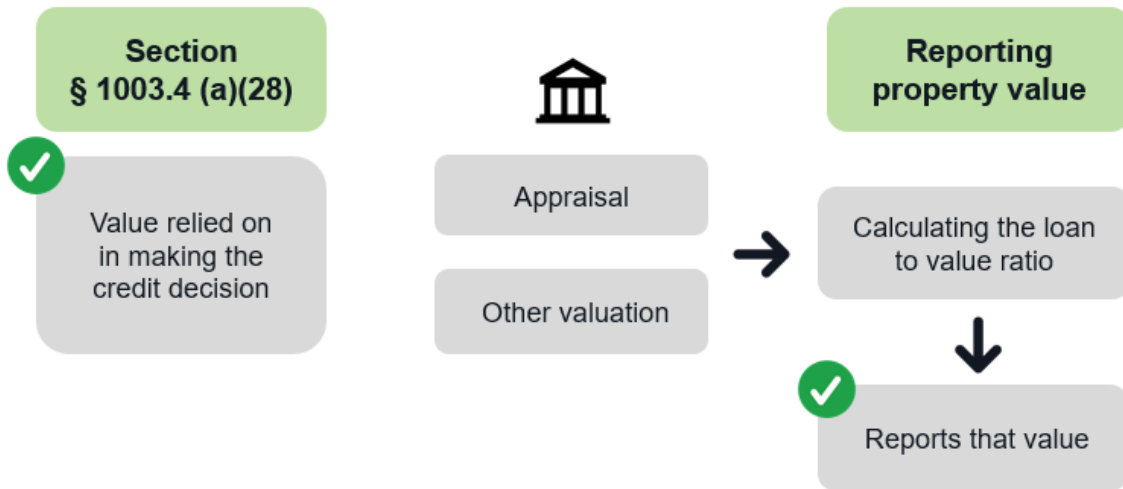 Section
§ 1003.4 (a)(28)
Value relied on
in making the
credit decision
Appraisal
Other valuation
Reporting
property value
Calculating the loan
to value ratio
Reports that value